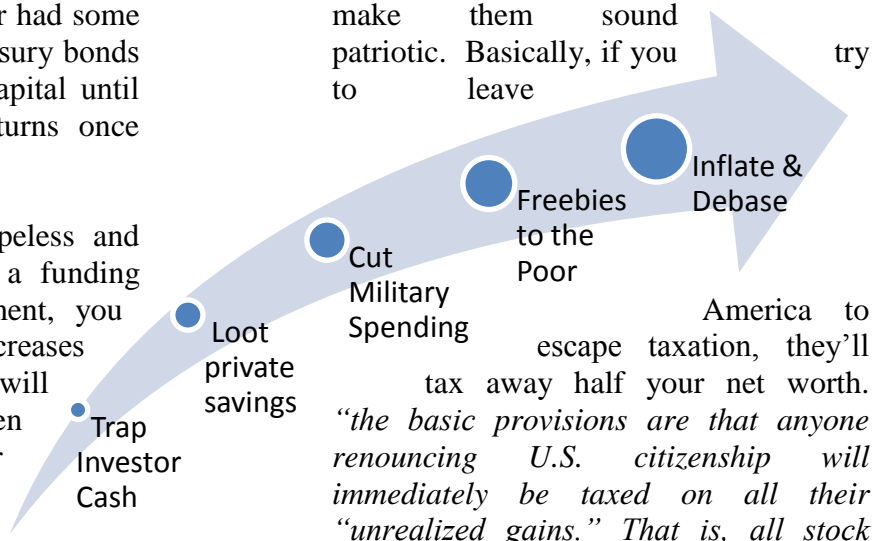 r had some
sury bonds
apital until
turns once
peless and
a funding
nent, you
creases
will
en
r
make them sound
patriotic. Basically, if you try
to leave
Trap
Investor
Cash
Loot
private
savings
Cut
Military
Spending
Freebies
to the
Poor
Inflate &
Debase
America to
escape taxation, they’ll
tax away half your net worth.
“the basic provisions are that anyone
renouncing U.S. citizenship will
immediately be taxed on all their
“unrealized gains.” That is, all stock